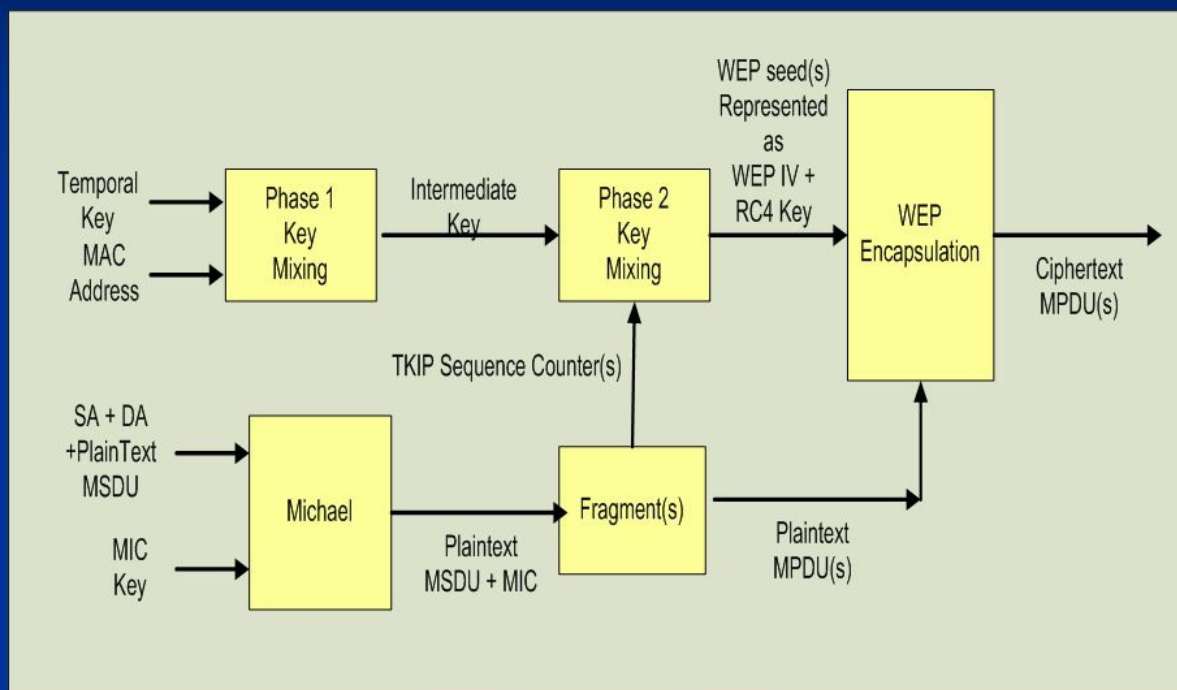 Temporal
Key
MAC
Address
Phase 1
Key
Mixing
Intermediate
Key
Phase 2
Key
Mixing
WEP seed(s)
Represented
as
WEP IV +
RC4 Key
WEP
Encapsulation
Ciphertext
MPDU(s)
TKIP Sequence Counter(s)
SA + DA
+PlainText
MSDU
MIC
Key
Michael
Plaintext
MSDU + MIC
Fragment(s)
Plaintext
MPDU(s)